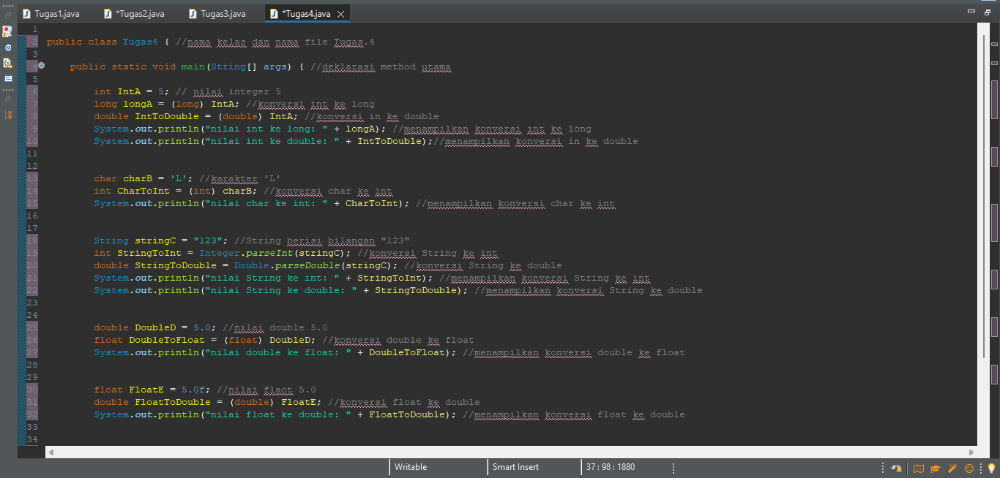 Tugas1.java *Tugas2.java Tugas3.java *Tugas4.java
1
2 public class Tugas4 { //nama kelas dan nama file Tugas.4
3
4 public static void main(String[] args) { //deklarasi method utama
5
6 int IntA = 5; // nilai integer 5
7 long longA = (long) IntA; //konversi int ke long
8 double IntToDouble = (double) IntA; //konversi in ke double
9 System.out.println("nilai int ke long: " + longA); //menampilkan konversi int ke long
10 System.out.println("nilai int ke double: " + IntToDouble);//menampilkan konversi in ke double
11
12
13 char charB = 'L'; //karakter 'L'
14 int CharToInt = (int) charB; //konversi char ke int
15 System.out.println("nilai char ke int: " + CharToInt); //menampilkan konversi char ke int
16
17
18 String stringC = "123"; //String berisi bilangan "123"
19 int StringToInt = Integer.parseInt(stringC); //konversi String ke int
20 double StringToDouble = Double.parseDouble(stringC); //konversi String ke double
21 System.out.println("nilai String ke int: " + StringToInt); //menampilkan konversi String ke int
22 System.out.println("nilai String ke double: " + StringToDouble); //menampilkan konversi String ke double
23
24
25 double DoubleD = 5.0; //nilai double 5.0
26 float DoubleToFloat = (float) DoubleD; //konversi double ke float
27 System.out.println("nilai double ke float: " + DoubleToFloat); //menampilkan konversi double ke float
28
29
30 float FloatE = 5.0f; //nilai flaot 5.0
31 double FloatToDouble = (double) FloatE; //konversi float ke double
32 System.out.println("nilai float ke double: " + FloatToDouble); //menampilkan konversi float ke double
33
34
Writable Smart Insert 37 : 98 : 1880